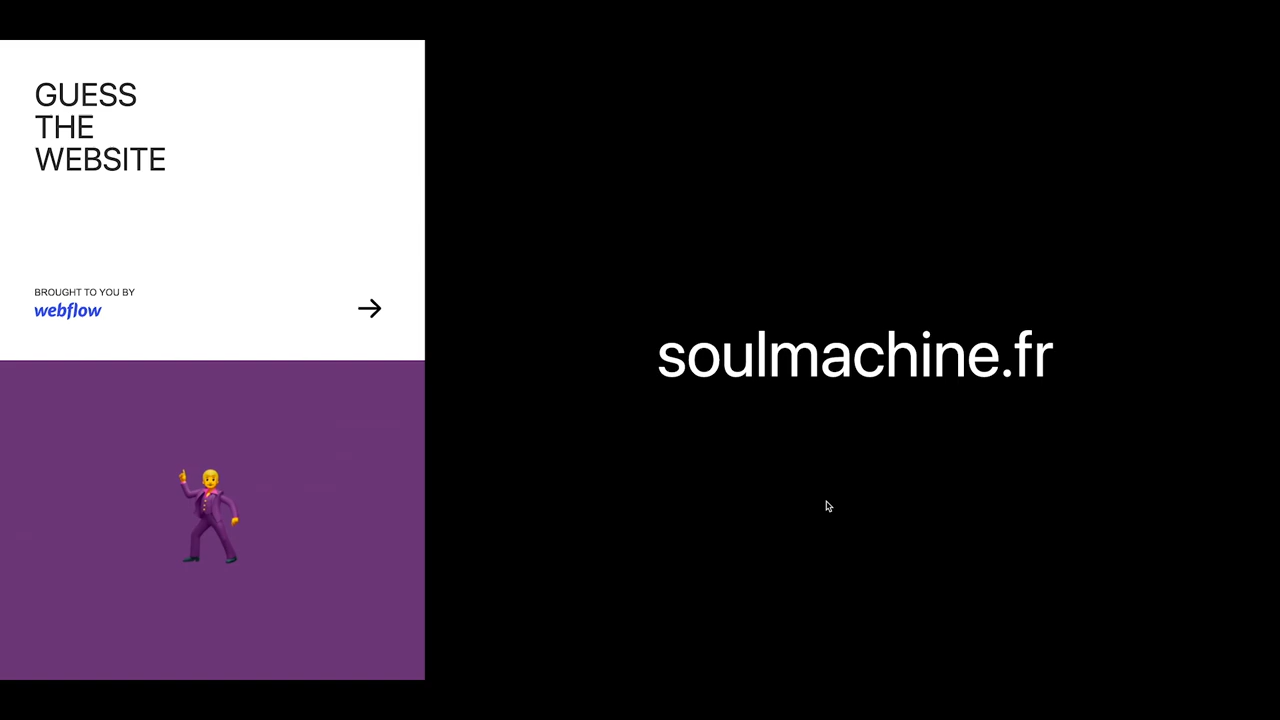 GUESS
THE
WEBSITE
BROUGHT TO YOU BY
webflow
soulmachine.fr